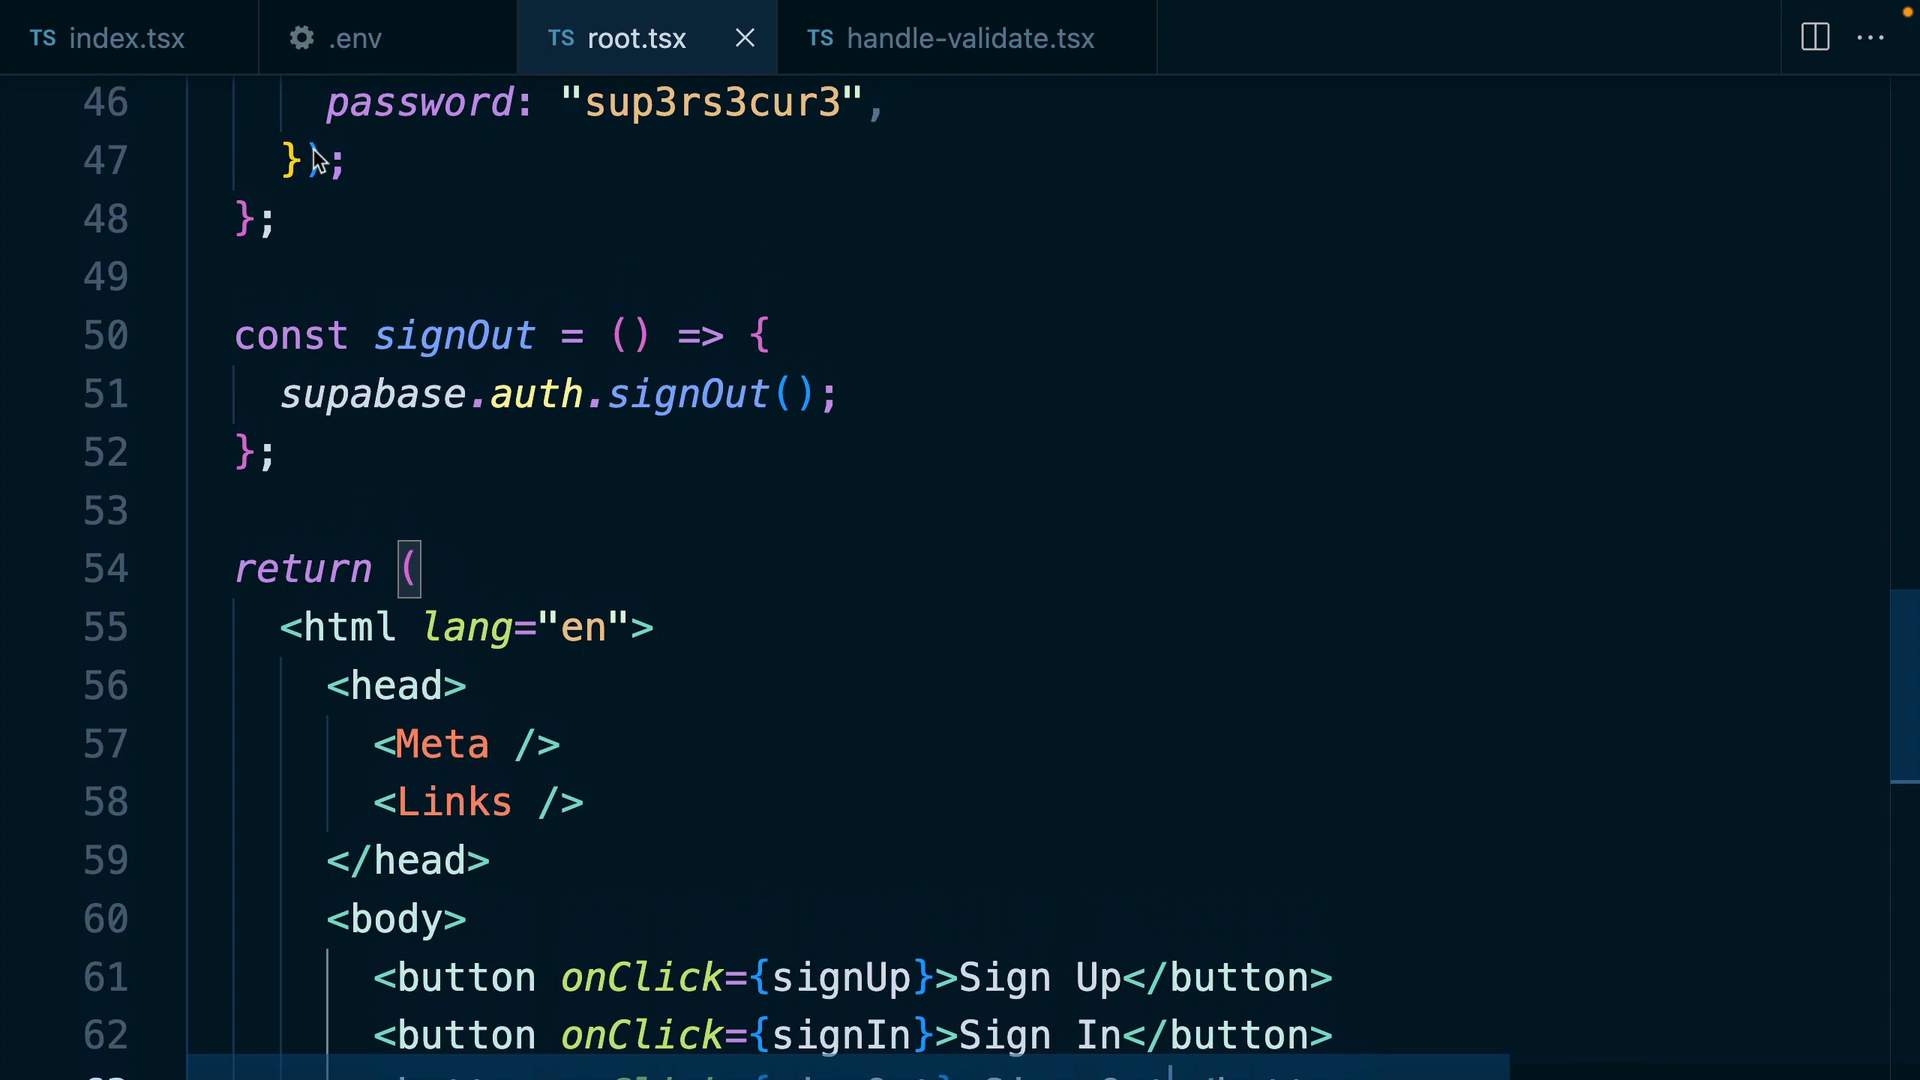 TS index.tsx
.env
TS root.tsx
TS handle-validate.tsx
46 password: "sup3rs3cur3",
47 });
48 };
49
50 const signOut = () => {
51 supabase.auth.signOut();
52 };
53
54 return (
55 <html lang="en">
56 <head>
57 <Meta />
58 <Links />
59 </head>
60 <body>
61 <button onClick={signUp}>Sign Up</button>
62 <button onClick={signIn}>Sign In</button>